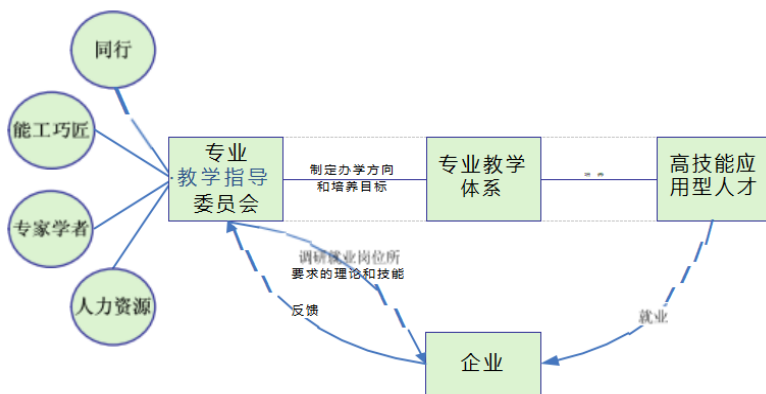 同行
能工巧匠
专家学者
人力资源
专业
教学指导
委员会
制定办学方向
和培养目标
专业教学
体系
高技能应
用型人才
调研就业岗位所
要求的理论和技能
反馈
就业
企业